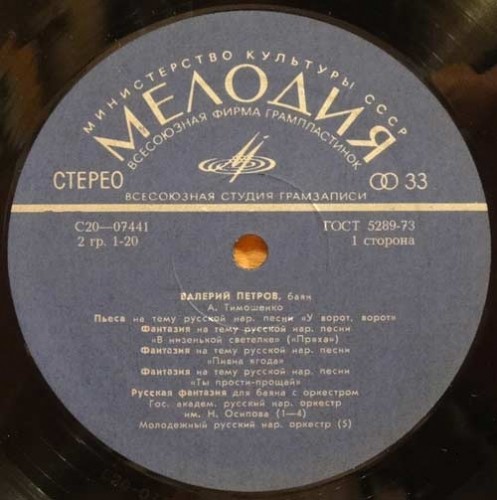 МИНИСТЕРСТВО КУЛЬТУРЫ СССР
МЕЛОДИЯ
ВСЕСОЮЗНАЯ ФИРМА ГРАМПЛАСТИНОК
СТЕРЕО 33
ВСЕСОЮЗНАЯ СТУДИЯ ГРАМЗАПИСИ
С20—07441 ГОСТ 5289-73
2 гр. 1-20 1 сторона
ВАЛЕРИЙ ПЕТРОВ, баян
А. Тимошенко
Пьеса на тему русской нар. песни «У ворот, ворот»
Фантазия на тему русской нар. песни
«В низенькой светелке» («Пряха»)
Фантазия на тему русской нар. песни
«Пивна ягода»
Фантазия на тему русской нар. песни
«Ты прости-прощай»
Русская фантазия для баяна с оркестром
Гос. академ. русский нар. оркестр
им. Н. Осипова (1—4)
Молодежный русский нар. оркестр (5)